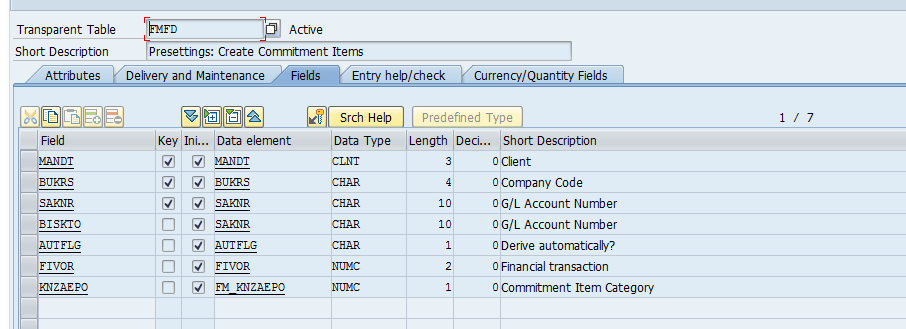 Transparent Table FMFD Active
Short Description Presettings: Create Commitment Items
Attributes Delivery and Maintenance Fields Entry help/check Currency/Quantity Fields
Srch Help Predefined Type 1 / 7
Field Key Ini... Data element Data Type Length Deci... Short Description
MANDT MANDT CLNT 3 0 Client
BUKRS BUKRS CHAR 4 0 Company Code
SAKNR SAKNR CHAR 10 0 G/L Account Number
BISKTO SAKNR CHAR 10 0 G/L Account Number
AUTFLG AUTFLG CHAR 1 0 Derive automatically?
FIVOR FIVOR NUMC 2 0 Financial transaction
KNZAEPO FM_KNZAEPO NUMC 1 0 Commitment Item Category